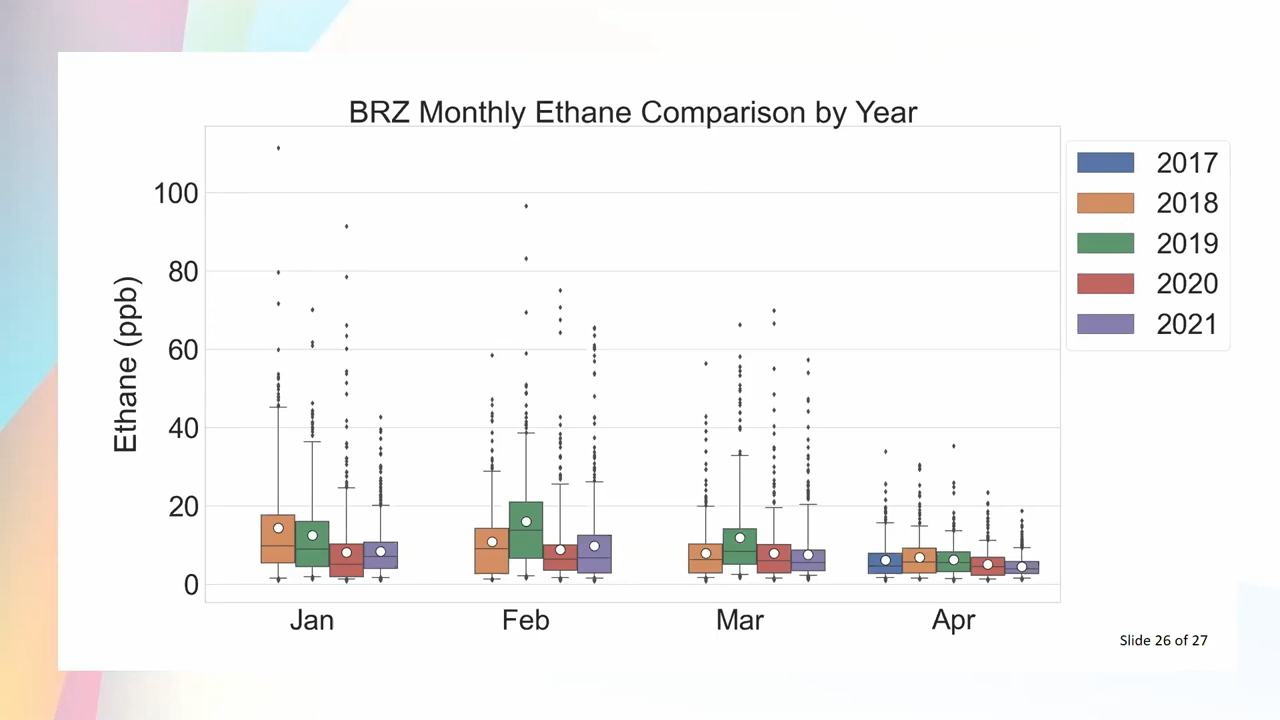 BRZ Monthly Ethane Comparison by Year
2017
2018
2019
2020
2021
Ethane (ppb)
100
80
60
40
20
0
Jan Feb Mar Apr
Slide 26 of 27